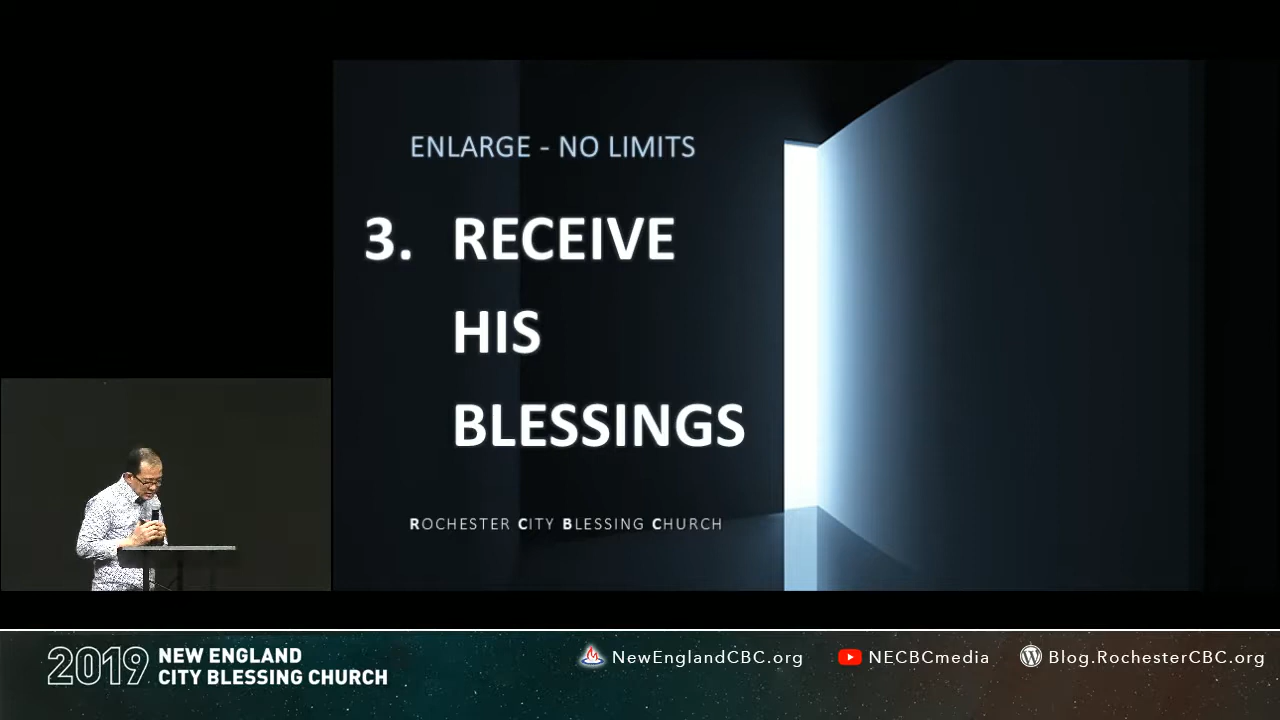 ENLARGE - NO LIMITS
3. RECEIVE
HIS
BLESSINGS
ROCHESTER CITY BLESSING CHURCH
2019 NEW ENGLAND
CITY BLESSING CHURCH
NewEnglandCBC.org
NECBCmedia
Blog.RochesterCBC.org